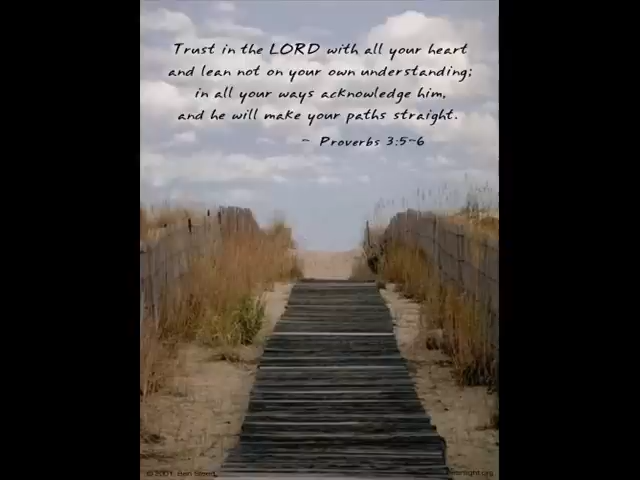 Trust in the LORD with all your heart
and lean not on your own understanding;
in all your ways acknowledge him,
and he will make your paths straight.
- Proverbs 3:5-6